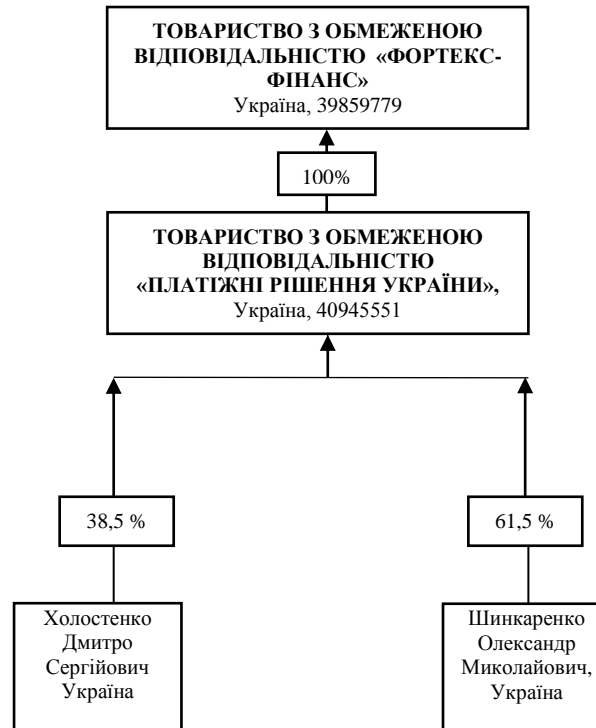 ТОВАРИСТВО З ОБМЕЖЕНОЮ
ВІДПОВІДАЛЬНІСТЮ «ФОРТЕКС-
ФІНАНС»
Україна, 39859779
100%
ТОВАРИСТВО З ОБМЕЖЕНОЮ
ВІДПОВІДАЛЬНІСТЮ
«ПЛАТІЖНІ РІШЕННЯ УКРАЇНИ»,
Україна, 40945551
38,5 %
61,5 %
Холостенко
Дмитро
Сергійович
Україна
Шинкаренко
Олександр
Миколайович,
Україна